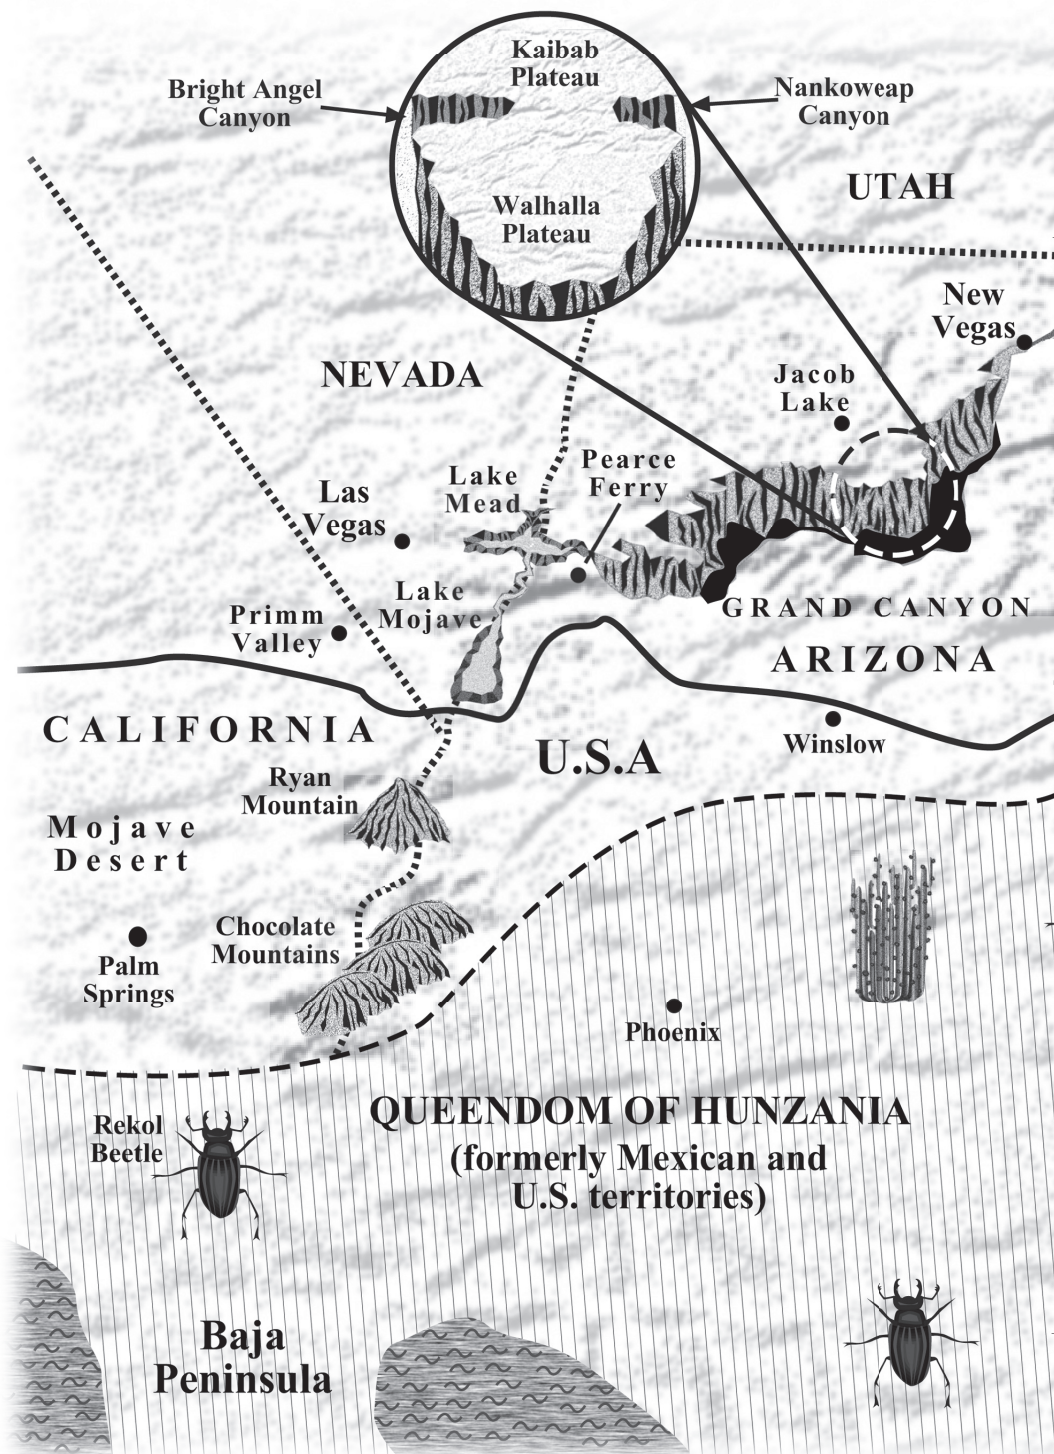 Kaibab
Plateau
Bright Angel
Canyon
Nankoweap
Canyon
UTAH
Walhalla
Plateau
New
Vegas
NEVADA
Jacob
Lake
Pearce
Ferry
Lake
Mead
Las
Vegas
Lake
Mojave
GRAND CANYON
Primm
Valley
ARIZONA
CALIFORNIA
U.S.A
Winslow
Ryan
Mountain
Mojave
Desert
Chocolate
Mountains
Palm
Springs
Phoenix
QUEENDOM OF HUNZANIA
(formerly Mexican and
U.S. territories)
Rekol
Beetle
Baja
Peninsula